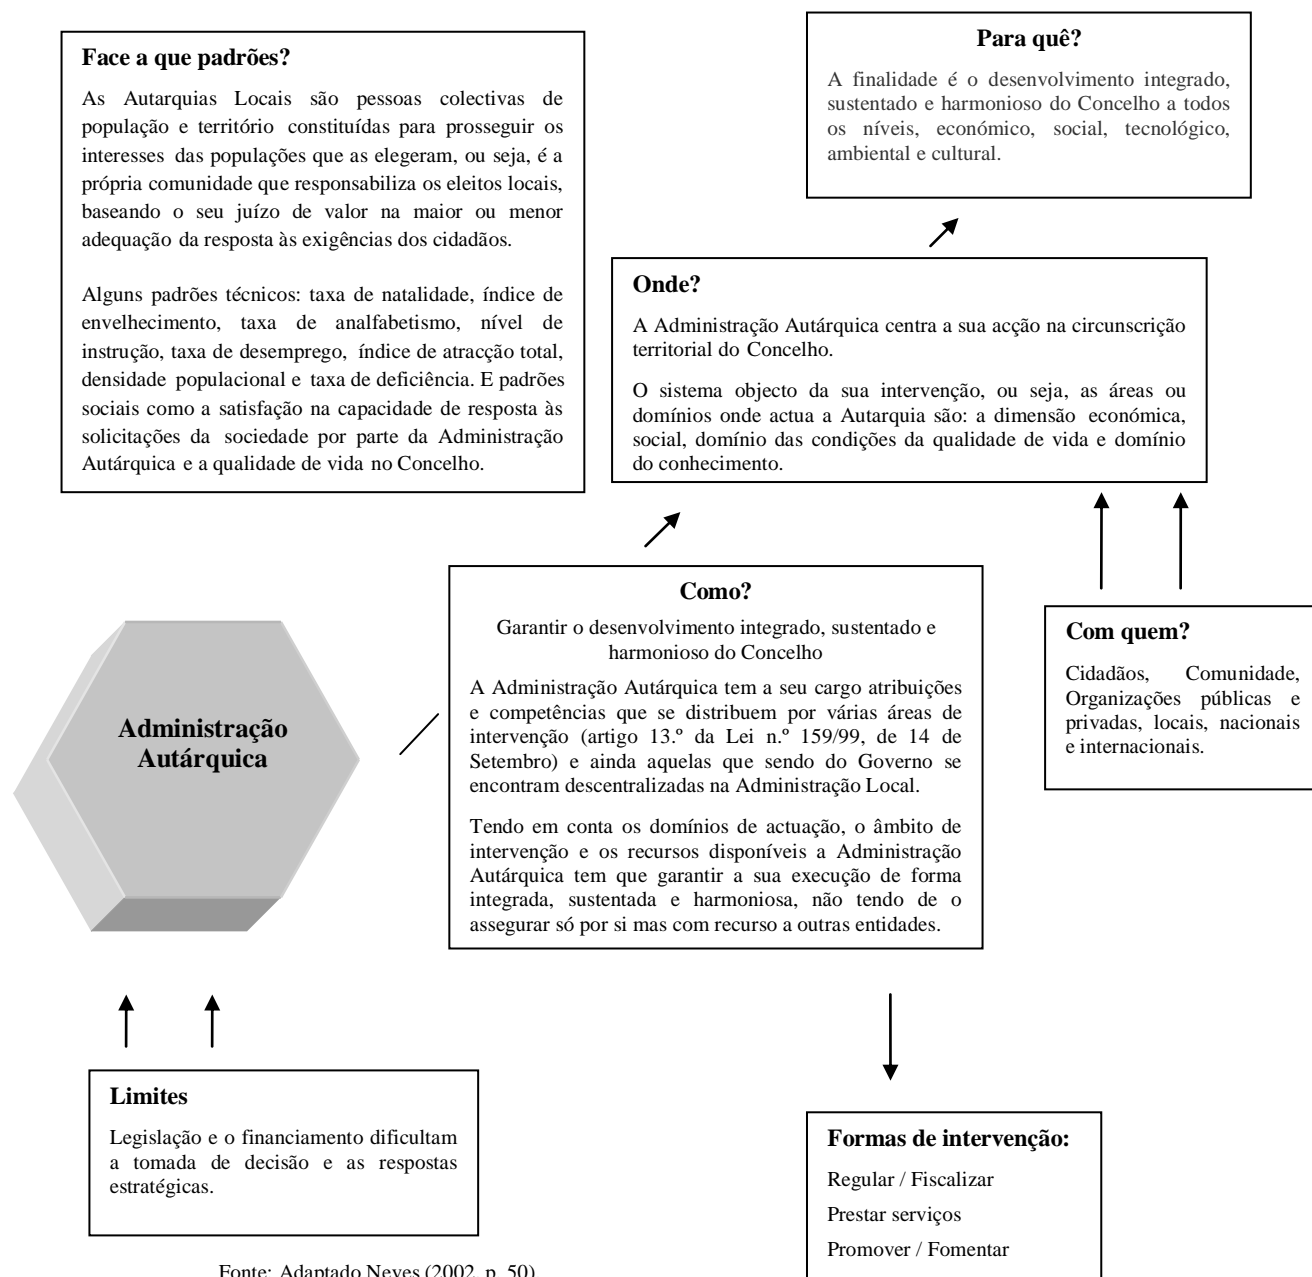 Face a que padrões?
As Autarquias Locais são pessoas colectivas de
população e território constituídas para prosseguir os
interesses das populações que as elegeram, ou seja, é a
própria comunidade que responsabiliza os eleitos locais,
baseando o seu juízo de valor na maior ou menor
adequação da resposta às exigências dos cidadãos.
Alguns padrões técnicos: taxa de natalidade, índice de
envelhecimento, taxa de analfabetismo, nível de
instrução, taxa de desemprego, índice de atracção total,
densidade populacional e taxa de deficiência. E padrões
sociais como a satisfação na capacidade de resposta às
solicitações da sociedade por parte da Administração
Autárquica e a qualidade de vida no Concelho.
Para quê?
A finalidade é o desenvolvimento integrado,
sustentado e harmonioso do Concelho a todos
os níveis, económico, social, tecnológico,
ambiental e cultural.
Onde?
A Administração Autárquica centra a sua acção na circunscrição
territorial do Concelho.
O sistema objecto da sua intervenção, ou seja, as áreas ou
domínios onde actua a Autarquia são: a dimensão económica,
social, domínio das condições da qualidade de vida e domínio
do conhecimento.
Como?
Garantir o desenvolvimento integrado, sustentado e
harmonioso do Concelho
A Administração Autárquica tem a seu cargo atribuições
e competências que se distribuem por várias áreas de
intervenção (artigo 13.º da Lei n.º 159/99, de 14 de
Setembro) e ainda aquelas que sendo do Governo se
encontram descentralizadas na Administração Local.
Tendo em conta os domínios de actuação, o âmbito de
intervenção e os recursos disponíveis a Administração
Autárquica tem que garantir a sua execução de forma
integrada, sustentada e harmoniosa, não tendo de o
assegurar só por si mas com recurso a outras entidades.
Com quem?
Cidadãos, Comunidade,
Organizações públicas e
privadas, locais, nacionais
e internacionais.
Administração
Autárquica
Limites
Legislação e o financiamento dificultam
a tomada de decisão e as respostas
estratégicas.
Formas de intervenção:
Regular / Fiscalizar
Prestar serviços
Promover / Fomentar
Fonte: Adaptado Neves (2002, p. 50)